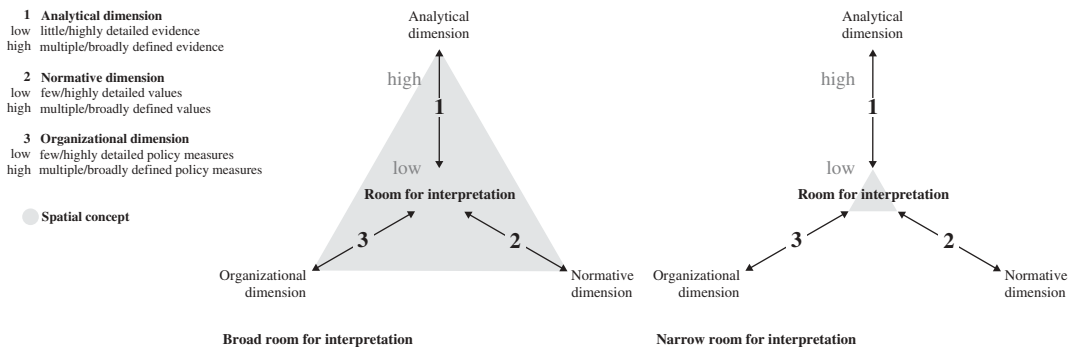 1 Analytical dimension
low little/highly detailed evidence
high multiple/broadly defined evidence
2 Normative dimension
low few/highly detailed values
high multiple/broadly defined values
3 Organizational dimension
low few/highly detailed policy measures
high multiple/broadly defined policy measures
Spatial concept
Analytical
dimension
high
1
low
Room for interpretation
3
2
Organizational
dimension
Normative
dimension
Broad room for interpretation
Analytical
dimension
high
1
low
Room for interpretation
3
2
Organizational
dimension
Normative
dimension
Narrow room for interpretation